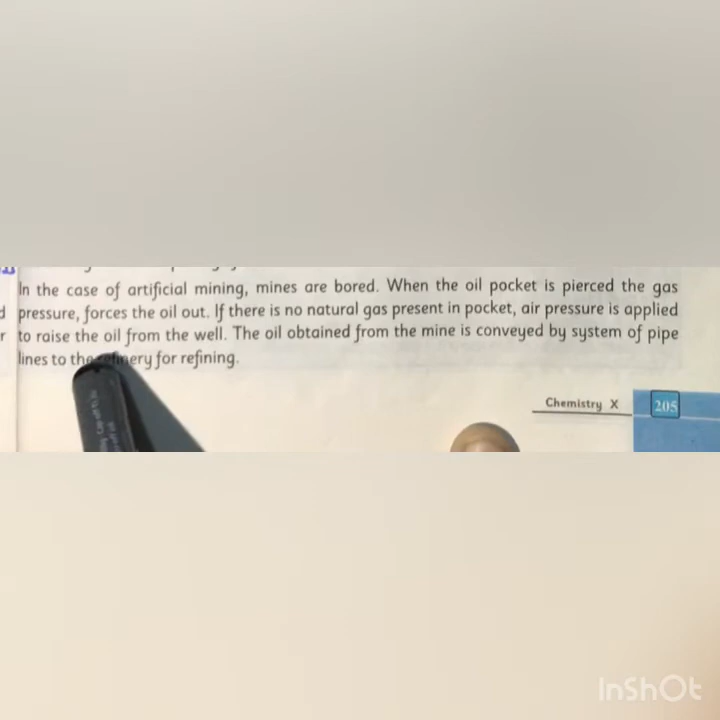 In the case of artificial mining, mines are bored. When the oil pocket is pierced the gas
pressure, forces the oil out. If there is no natural gas present in pocket, air pressure is applied
to raise the oil from the well. The oil obtained from the mine is conveyed by system of pipe
lines to the refinery for refining.
Chemistry X 205
InShOt